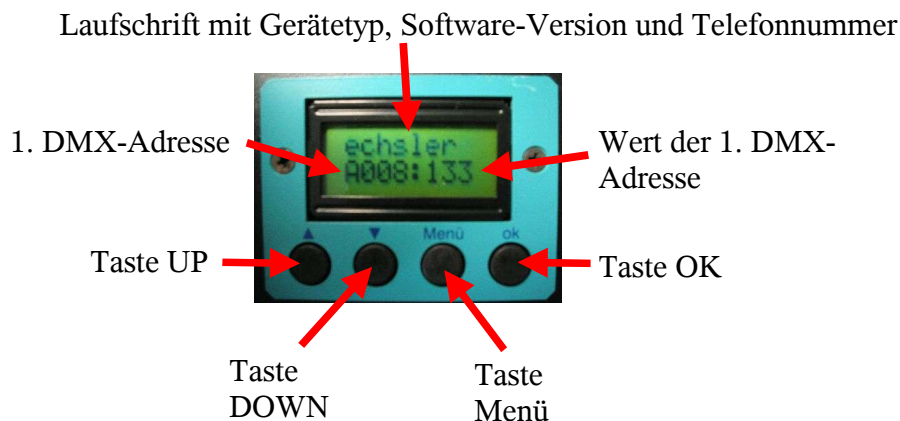 Laufschrift mit Gerätetyp, Software-Version und Telefonnummer
1. DMX-Adresse
echsler
A008:133
Wert der 1. DMX-
Adresse
▲ ▼ Menü ok
Taste UP
Taste OK
Taste
DOWN
Taste
Menü